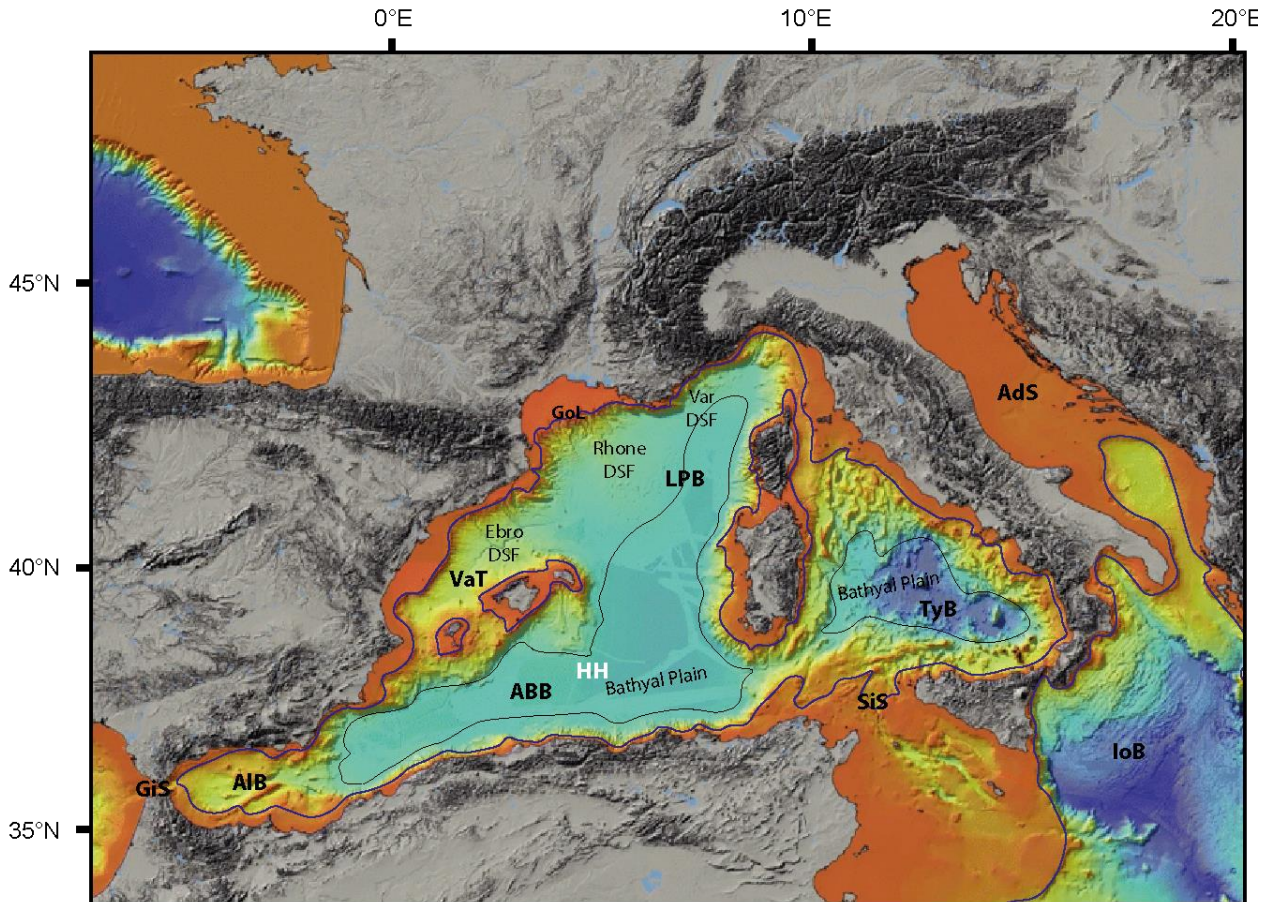 0°E
10°E
20°E
45°N
40°N
35°N
AdS
GoL
Var
DSF
Rhone
DSF
LPB
Ebro
DSF
VaT
Bathyal Plain
TyB
HH
ABB
Bathyal Plain
SiS
IoB
GiS
AlB